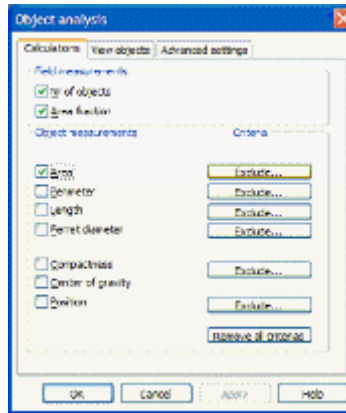 Object analysis
Calculations View objects Advanced settings
Field measurements
Nr of objects
Area fraction
Object measurements Criteria
Area Exclude...
Perimeter Exclude...
Length Exclude...
Ferret diameter Exclude...
Compactness Exclude...
Center of gravity
Position Exclude...
Remove all criterias
OK Cancel Apply Help